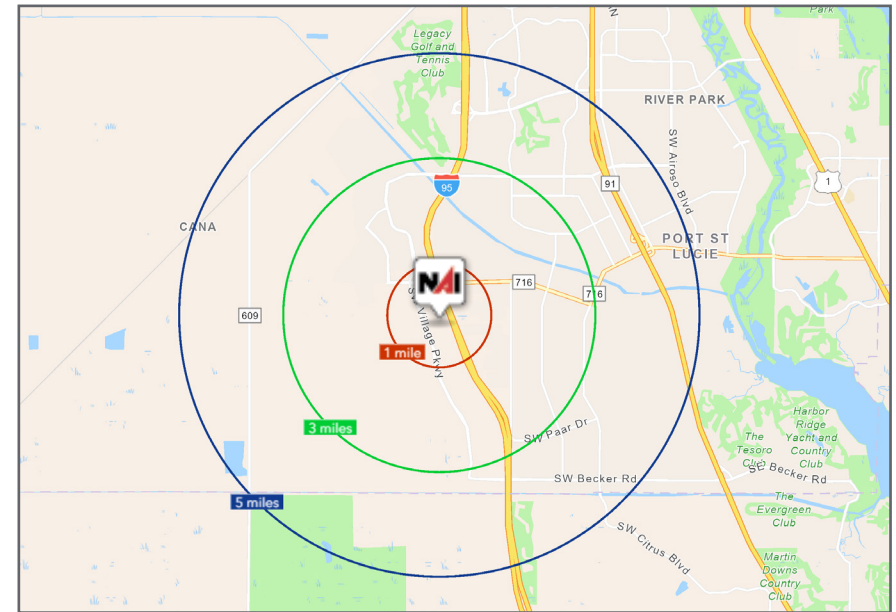 Park
Legacy
Golf and
Tennis
Club
N
RIVER PARK
SW Airoso Blvd
95
91
1
CANA
PORT ST
LUCIE
NAI
716
716
609
Village Pkwy
1 mile
3 miles
SW Paar Dr
Harbor
Ridge
Yacht and
Country
Club
The
Tesoro
Club
SE Becker Rd
SW Becker Rd
5 miles
The
Evergreen
Club
SW Citrus Blvd
Martin
Downs
Country
Club